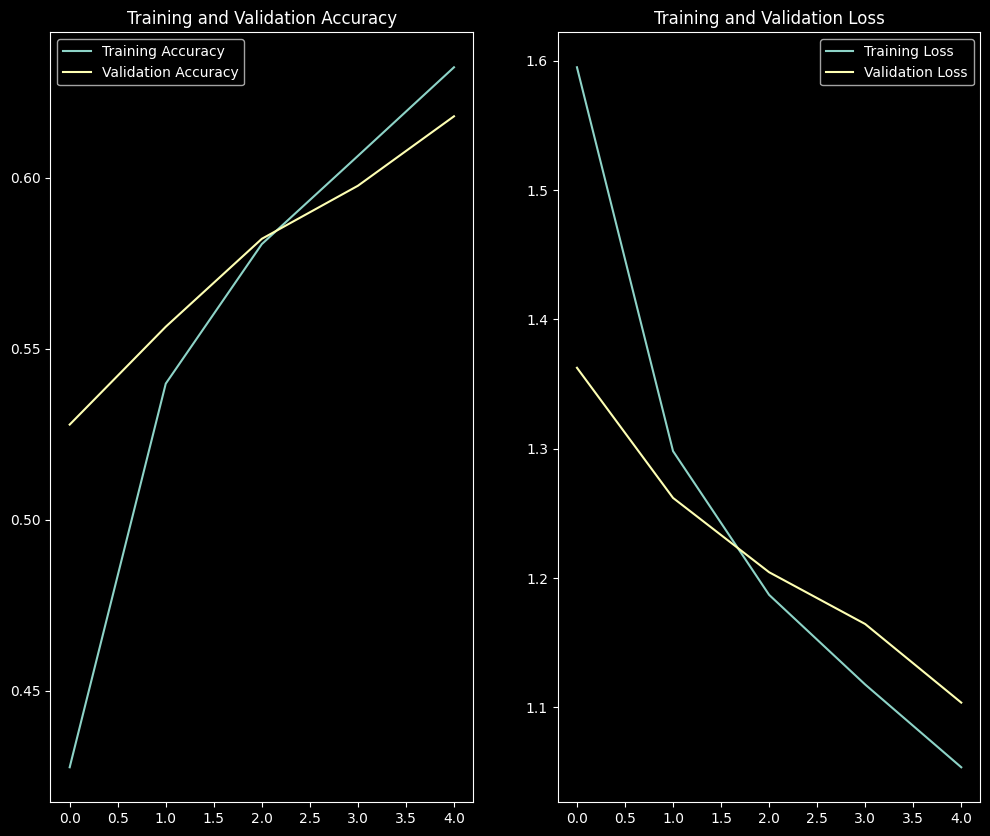 Training and Validation Accuracy
Training Accuracy
Validation Accuracy
0.60
0.55
0.50
0.45
0.0 0.5 1.0 1.5 2.0 2.5 3.0 3.5 4.0
Training and Validation Loss
Training Loss
Validation Loss
1.6
1.5
1.4
1.3
1.2
1.1
0.0 0.5 1.0 1.5 2.0 2.5 3.0 3.5 4.0